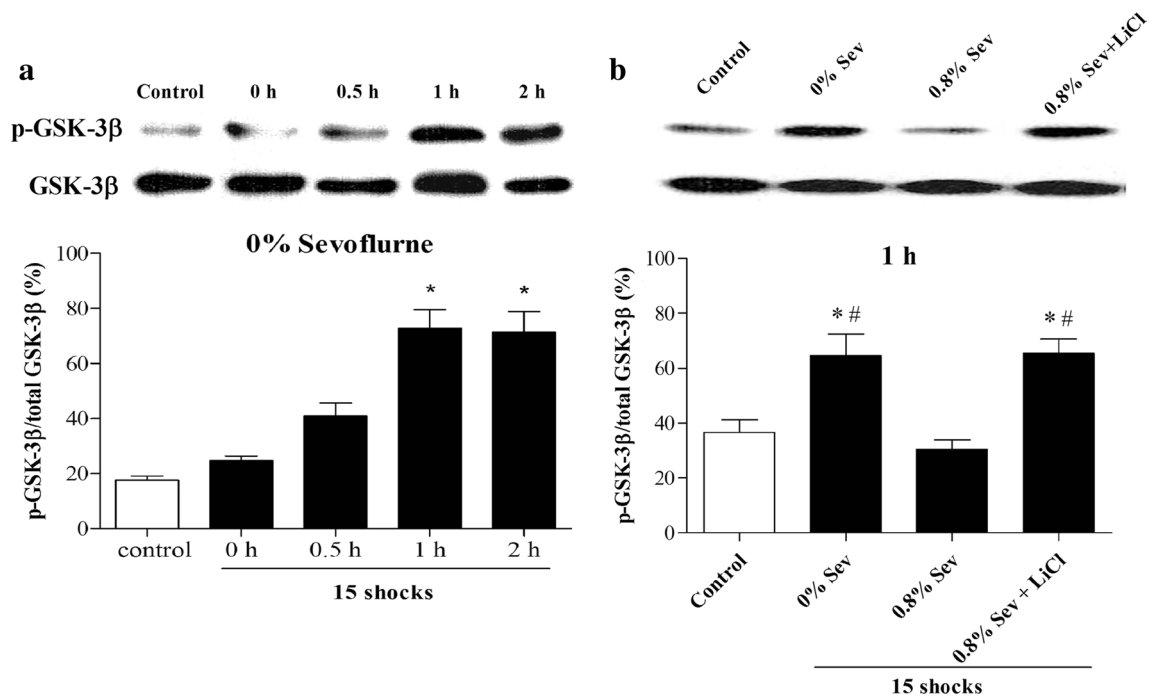 a
Control 0 h 0.5 h 1 h 2 h
p-GSK-3β
GSK-3β
0% Sevoflurne
p-GSK-3β/total GSK-3β (%)
100
80
60
40
20
0
* *
control 0 h 0.5 h 1 h 2 h
15 shocks
b
Control 0% Sev 0.8% Sev 0.8% Sev+LiCl
1 h
p-GSK-3β/total GSK-3β (%)
100
80
60
40
20
0
* # * #
Control 0% Sev 0.8% Sev 0.8% Sev + LiCl
15 shocks